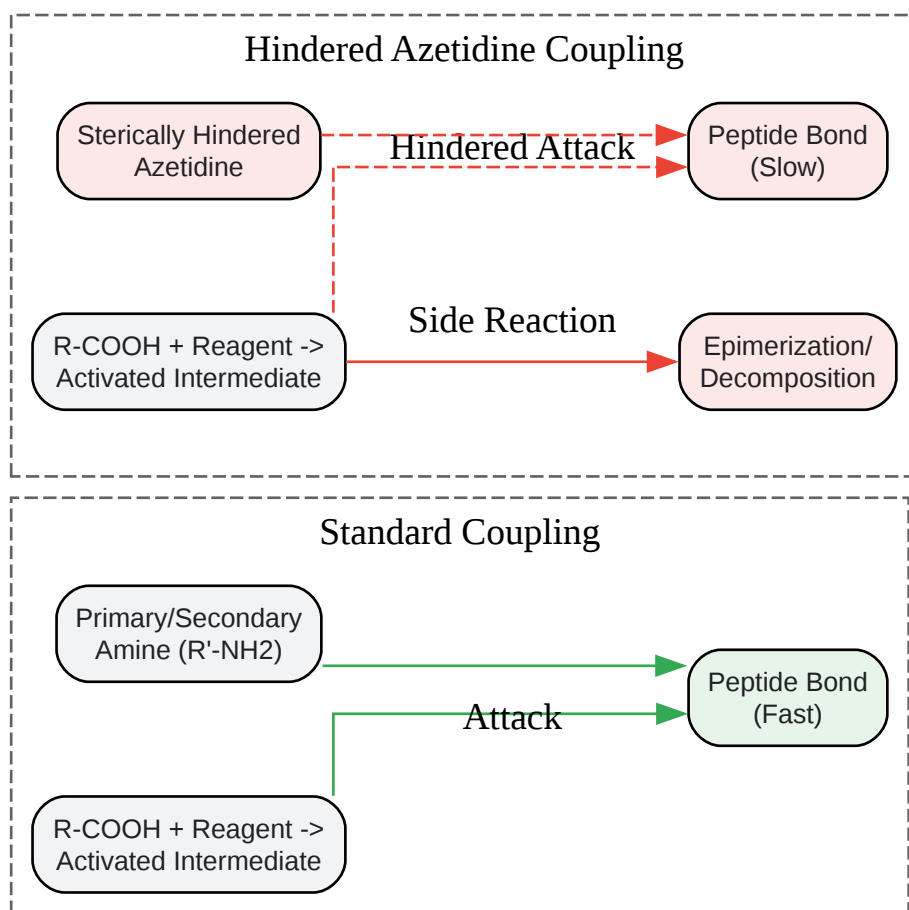 Hindered Azetidine Coupling
Sterically Hindered
Azetidine
Hindered Attack
Peptide Bond
(Slow)
R-COOH + Reagent ->
Activated Intermediate
Side Reaction
Epimerization/
Decomposition
Standard Coupling
Primary/Secondary
Amine (R'-NH2)
Attack
Peptide Bond
(Fast)
R-COOH + Reagent ->
Activated Intermediate